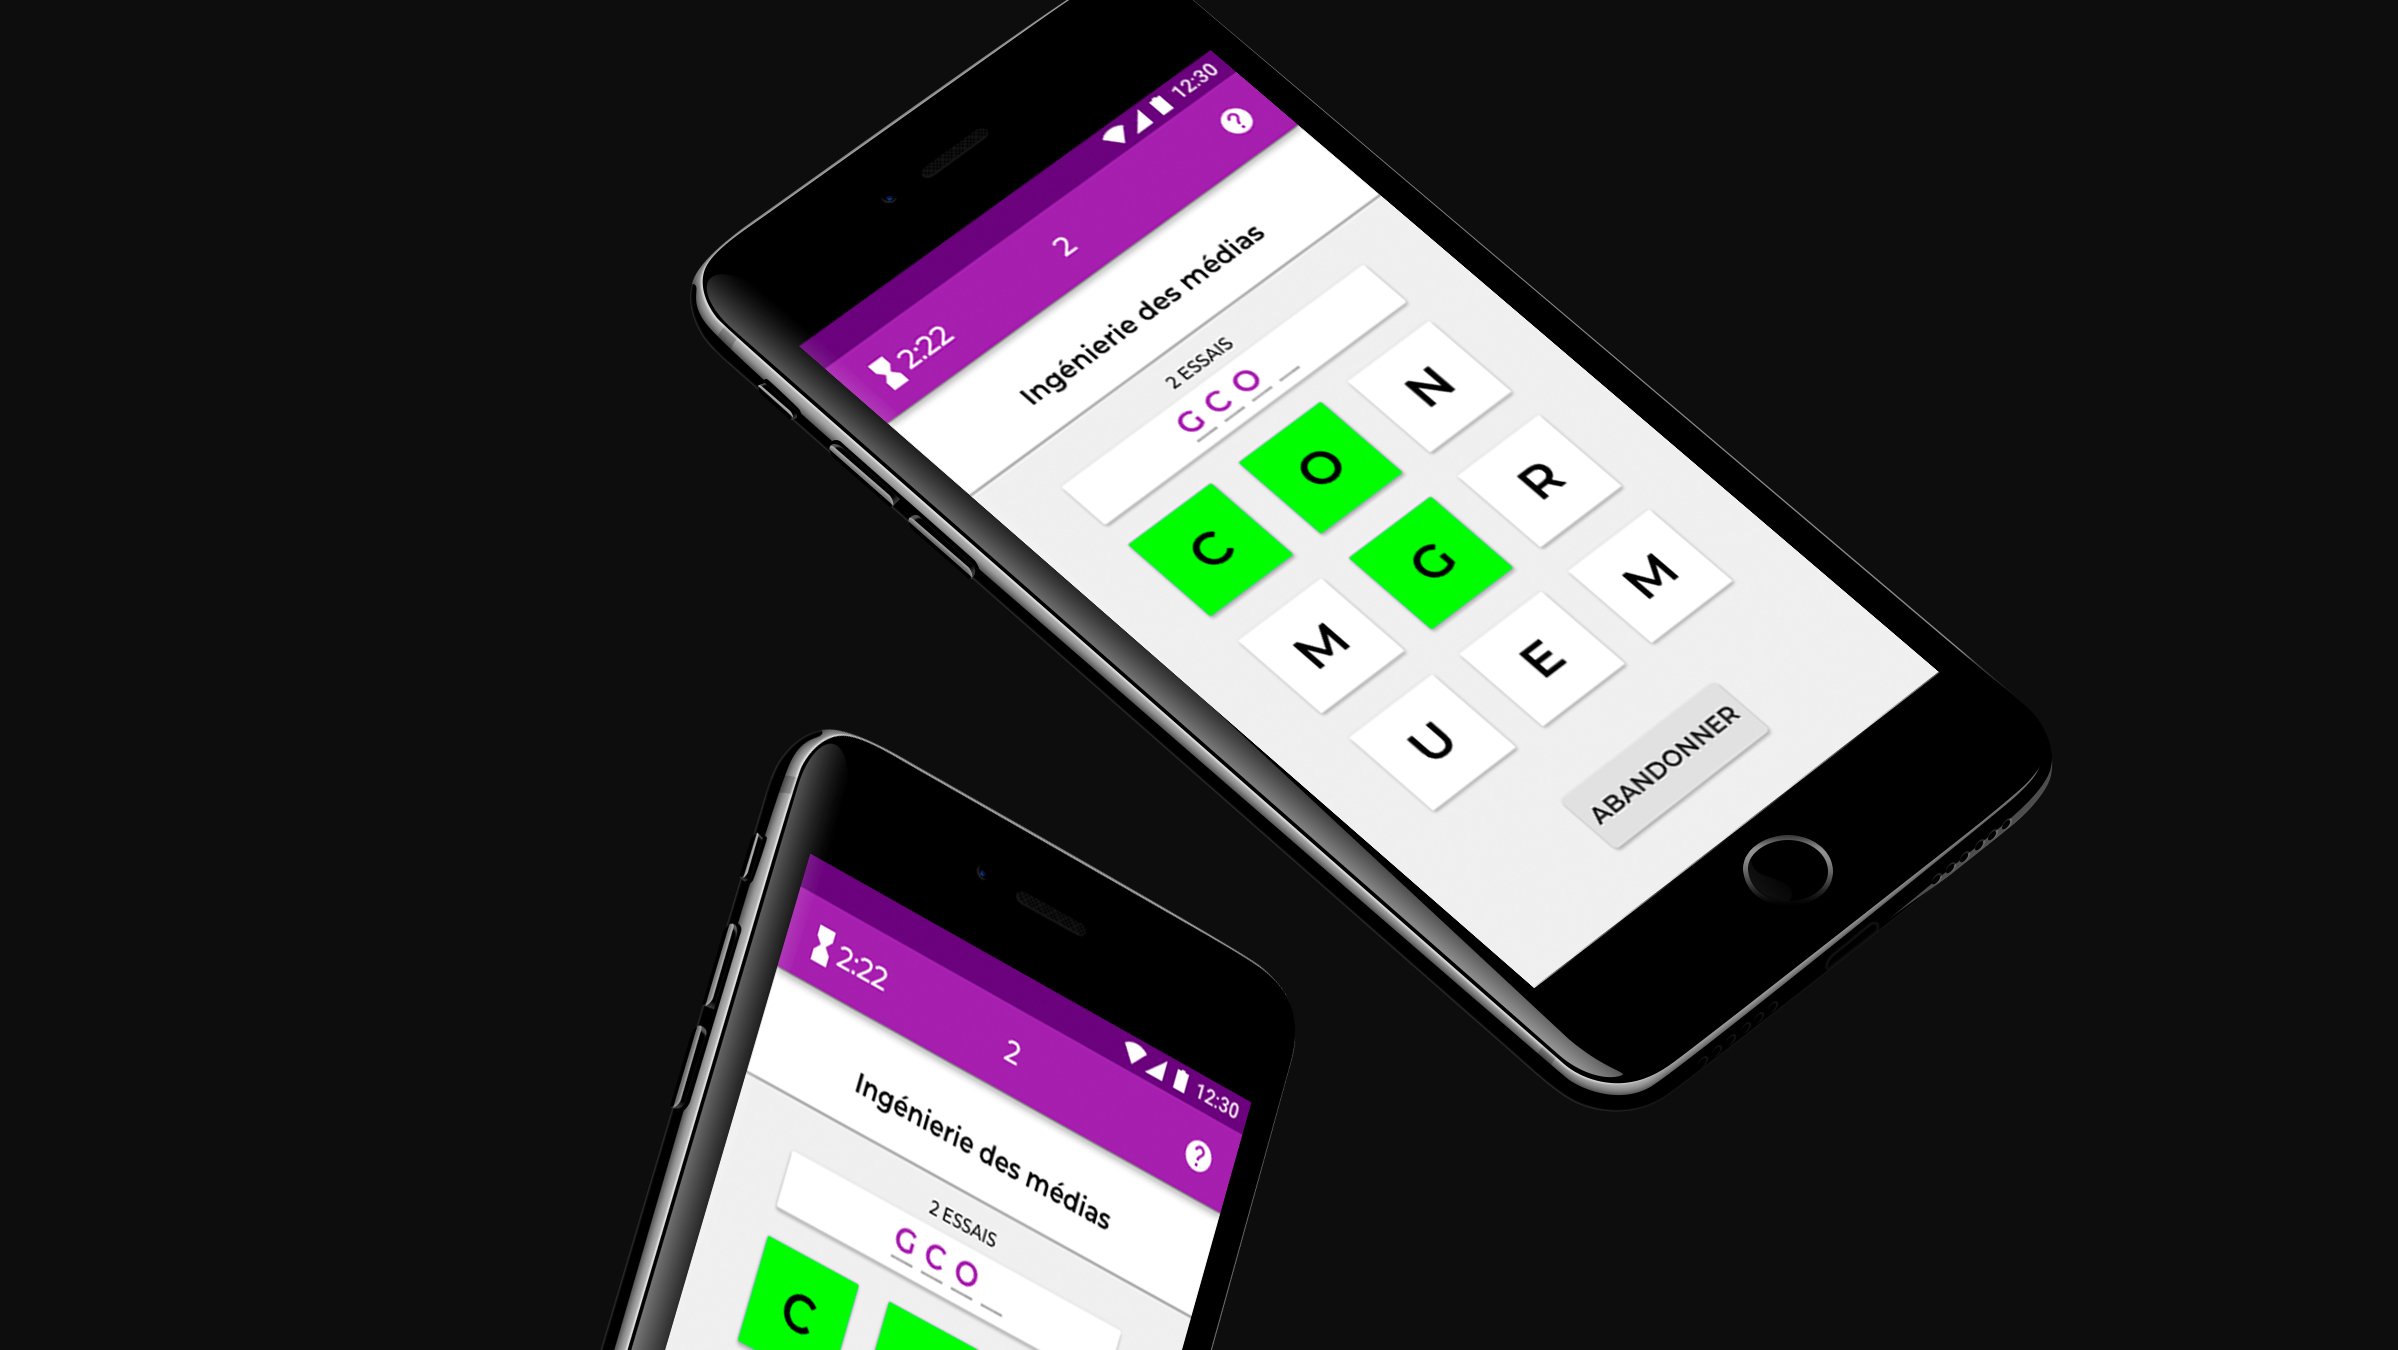 12:30
2:22
2
?
Ingénierie des médias
2 ESSAIS
G C O _
C O N
M G R
U E M
ABANDONNER
12:30
2:22
2
?
Ingénierie des médias
2 ESSAIS
G C O _
C